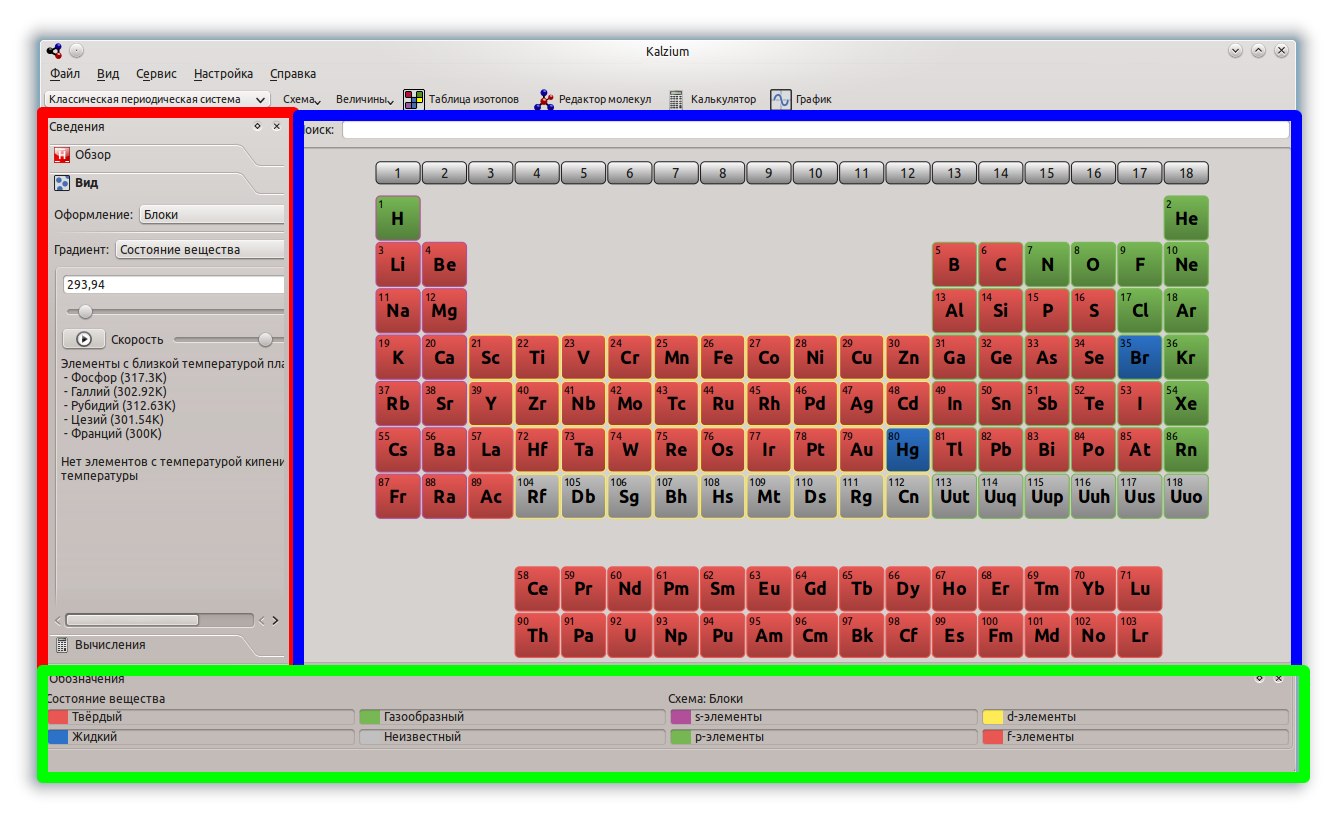 Kalzium
Файл Вид Сервис Настройка Справка
Классическая периодическая система Схема Величины Таблица изотопов Редактор молекул Калькулятор График
Сведения
Обзор
Вид
Оформление: Блоки
Градиент: Состояние вещества
293,94
Скорость
Элементы с близкой температурой пла
- Фосфор (317.3K)
- Галлий (302.92K)
- Рубидий (312.63K)
- Цезий (301.54K)
- Франций (300K)
Нет элементов с температурой кипени
температуры
Вычисления
оиск:
1 2 3 4 5 6 7 8 9 10 11 12 13 14 15 16 17 18
1 H 2 He
3 Li 4 Be 5 B 6 C 7 N 8 O 9 F 10 Ne
11 Na 12 Mg 13 Al 14 Si 15 P 16 S 17 Cl 18 Ar
19 K 20 Ca 21 Sc 22 Ti 23 V 24 Cr 25 Mn 26 Fe 27 Co 28 Ni 29 Cu 30 Zn 31 Ga 32 Ge 33 As 34 Se 35 Br 36 Kr
37 Rb 38 Sr 39 Y 40 Zr 41 Nb 42 Mo 43 Tc 44 Ru 45 Rh 46 Pd 47 Ag 48 Cd 49 In 50 Sn 51 Sb 52 Te 53 I 54 Xe
55 Cs 56 Ba 57 La 72 Hf 73 Ta 74 W 75 Re 76 Os 77 Ir 78 Pt 79 Au 80 Hg 81 Tl 82 Pb 83 Bi 84 Po 85 At 86 Rn
87 Fr 88 Ra 89 Ac 104 Rf 105 Db 106 Sg 107 Bh 108 Hs 109 Mt 110 Ds 111 Rg 112 Cn 113 Uut 114 Uuq 115 Uup 116 Uuh 117 Uus 118 Uuo
58 Ce 59 Pr 60 Nd 61 Pm 62 Sm 63 Eu 64 Gd 65 Tb 66 Dy 67 Ho 68 Er 69 Tm 70 Yb 71 Lu
90 Th 91 Pa 92 U 93 Np 94 Pu 95 Am 96 Cm 97 Bk 98 Cf 99 Es 100 Fm 101 Md 102 No 103 Lr
Обозначения
Состояние вещества Схема: Блоки
Твёрдый Газообразный s-элементы d-элементы
Жидкий Неизвестный p-элементы f-элементы